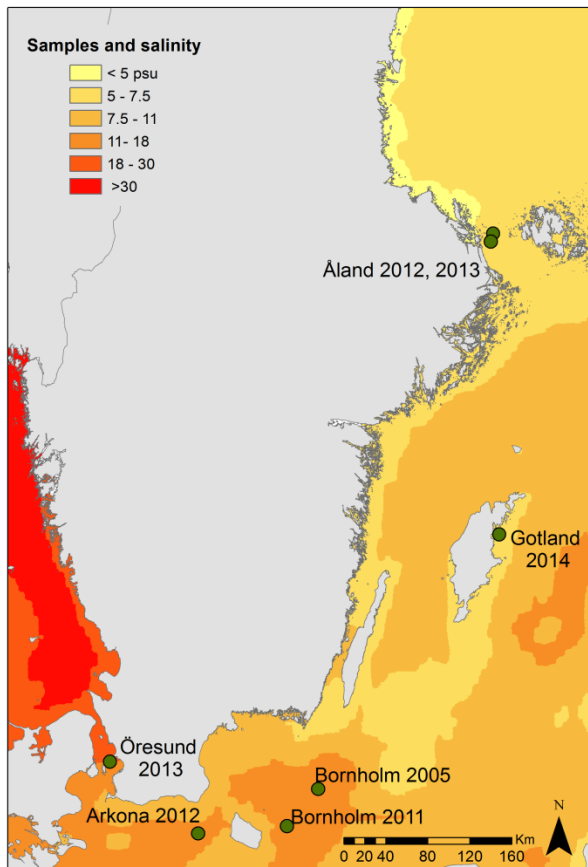 Samples and salinity
< 5 psu
5 - 7.5
7.5 - 11
11- 18
18 - 30
>30
Åland 2012, 2013
Gotland
2014
Öresund
2013
Bornholm 2005
Arkona 2012
Bornholm 2011
N
Km
0 20 40 80 120 160